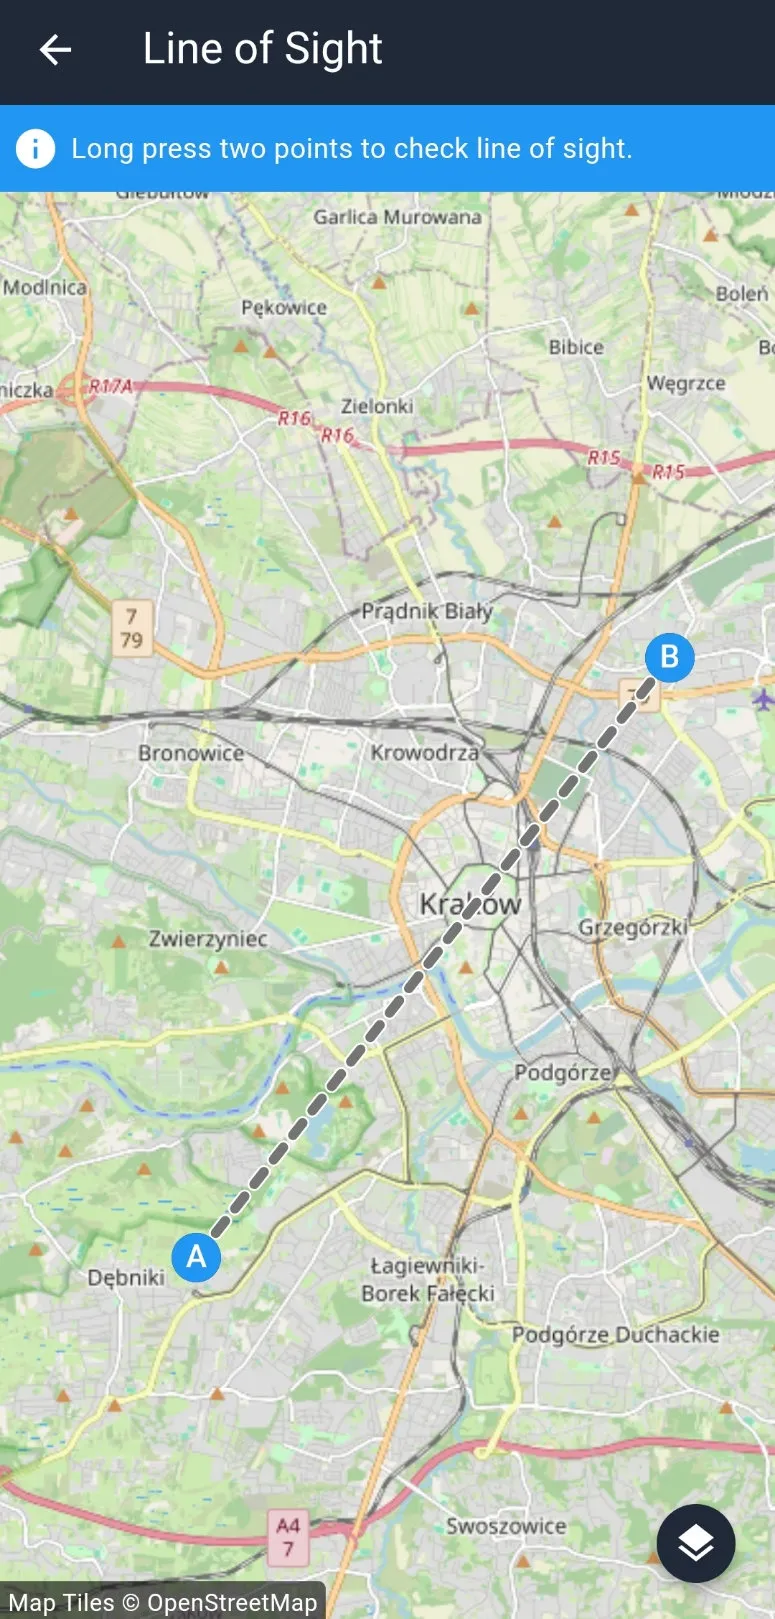 Line of Sight
Long press two points to check line of sight.
Giebułtów
Garlica Murowana
Modlnica
Pękowice
Boleń
Bibice
Węgrzce
R17A
Zielonki
R16
R16
R15
R15
7
79
Prądnik Biały
B
Bronowice
Krowodrza
Kraków
Zwierzyniec
Grzegórzki
Podgórze
A
Dębniki
Łagiewniki-
Borek Fałęcki
Podgórze Duchackie
A4
7
Swoszowice
Map Tiles © OpenStreetMap